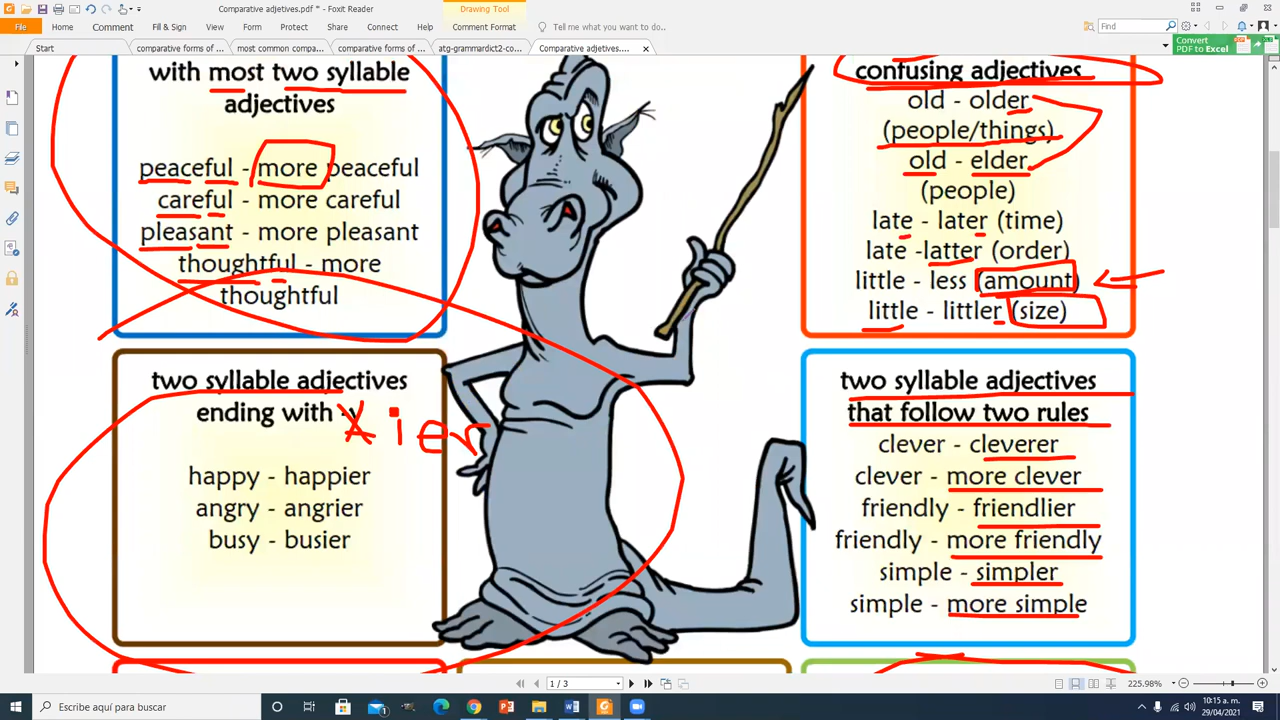 Comparative adjectives.pdf * - Foxit Reader
Drawing Tool
File
Home
Comment
Fill & Sign
View
Form
Protect
Share
Connect
Help
Extras
Comment Format
Tell me what you want to do...
Find
Start
comparative forms of ...
most common compa...
comparative forms of ...
atg-grammardict2-co...
Comparative adjectives....
Convert
PDF to Excel
with most two syllable
adjectives
peaceful - more peaceful
careful - more careful
pleasant - more pleasant
thoughtful - more
thoughtful
confusing adjectives
old - older
(people/things)
old - elder
(people)
late - later (time)
late -latter (order)
little - less (amount)
little - littler (size)
two syllable adjectives
ending with -y
ier
happy - happier
angry - angrier
busy - busier
two syllable adjectives
that follow two rules
clever - cleverer
clever - more clever
friendly - friendlier
friendly - more friendly
simple - simpler
simple - more simple
1 / 3
225.98%
Escribe aquí para buscar
10:15 a. m.
29/04/2021